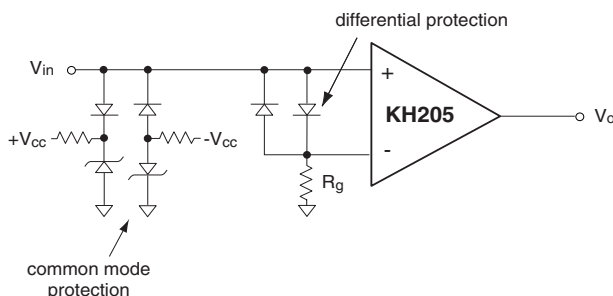 differential protection
Vin
+
KH205
Vo
+Vcc
-Vcc
-
Rg
common mode
protection